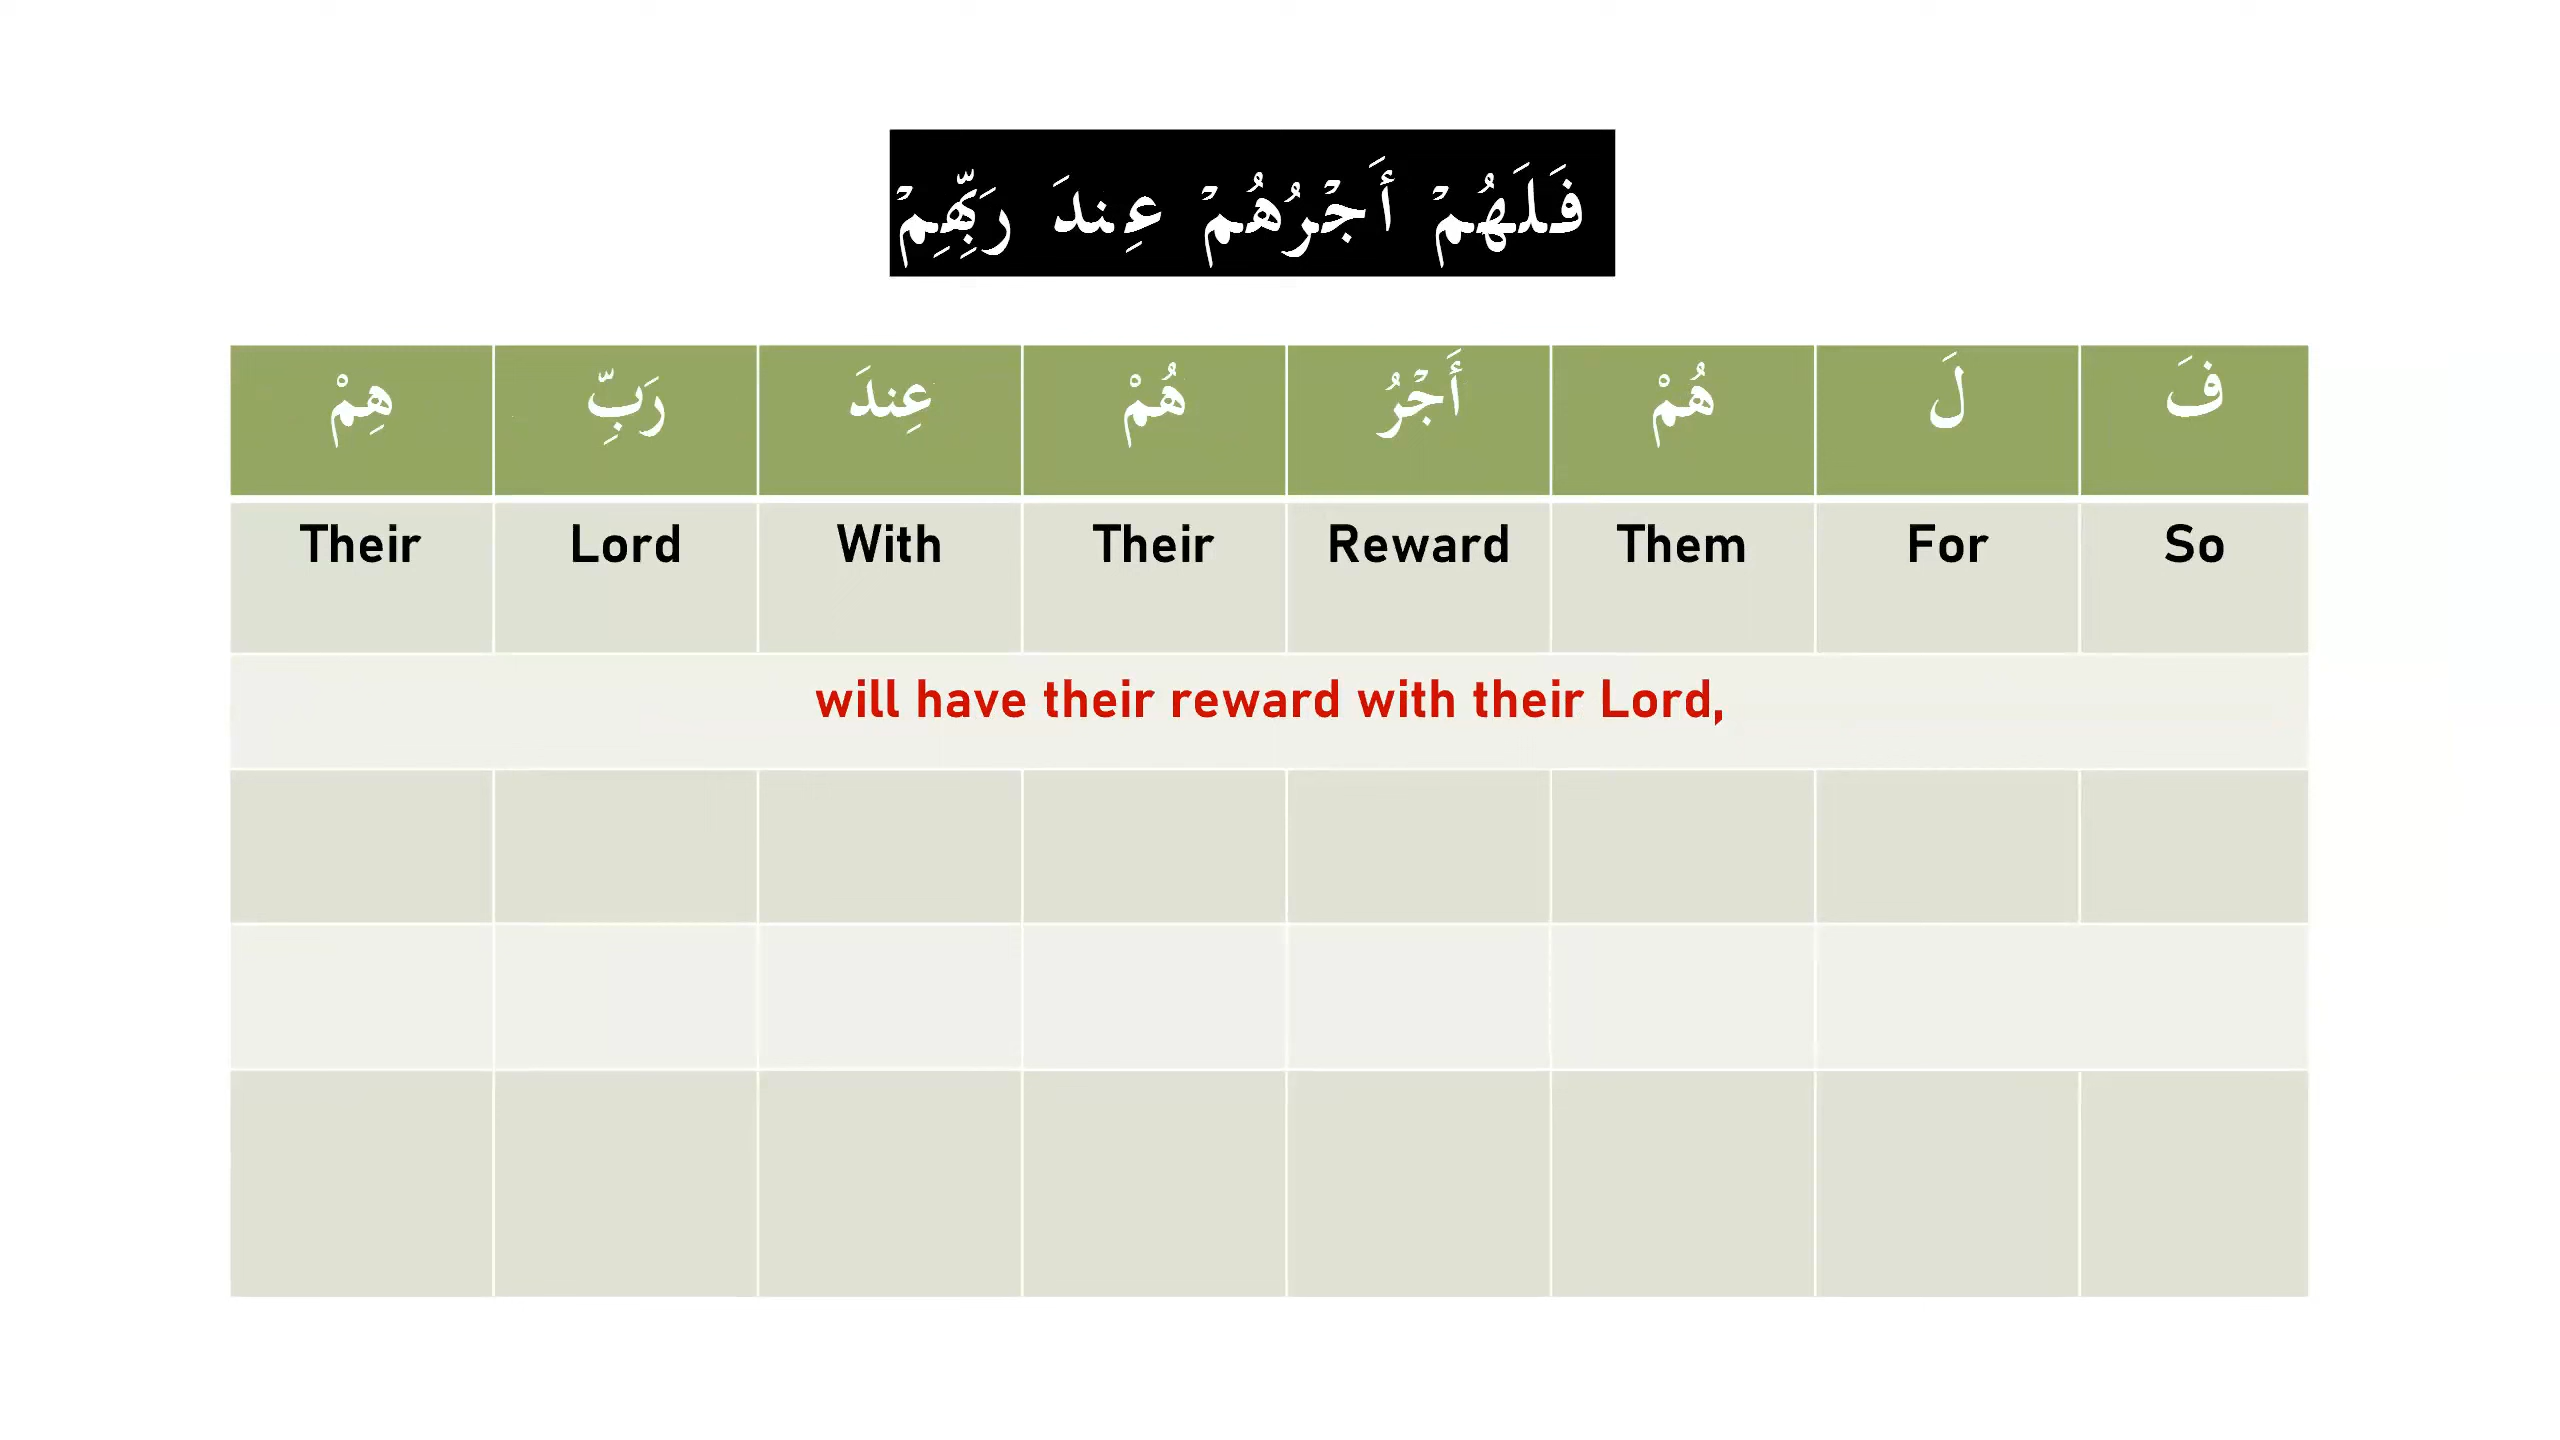 فَلَهُمْ أَجْرُهُمْ عِندَ رَبِّهِمْ
فَ لَ هُمْ أَجْرُ هُمْ عِندَ رَبِّ هِمْ
Their Lord With Their Reward Them For So
will have their reward with their Lord,